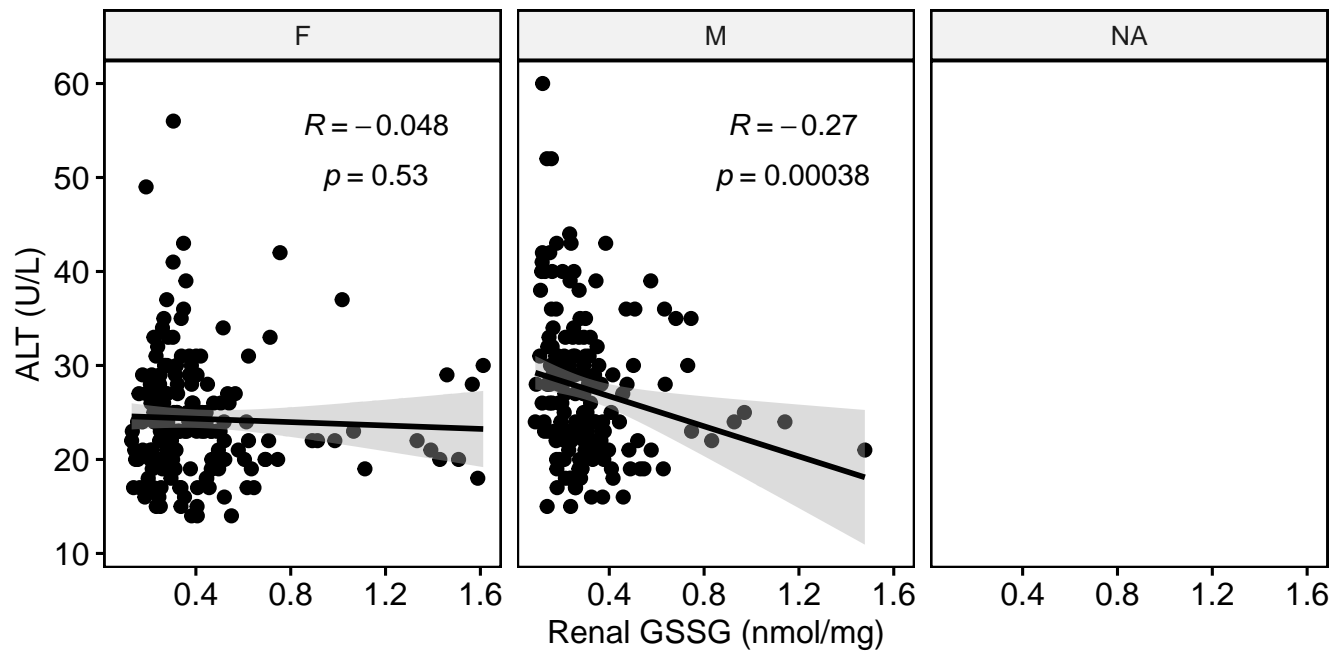 F M NA
60
50
40
30
20
10
ALT (U/L)
R = −0.048
p = 0.53
R = −0.27
p = 0.00038
0.4 0.8 1.2 1.6 0.4 0.8 1.2 1.6 0.4 0.8 1.2 1.6
Renal GSSG (nmol/mg)